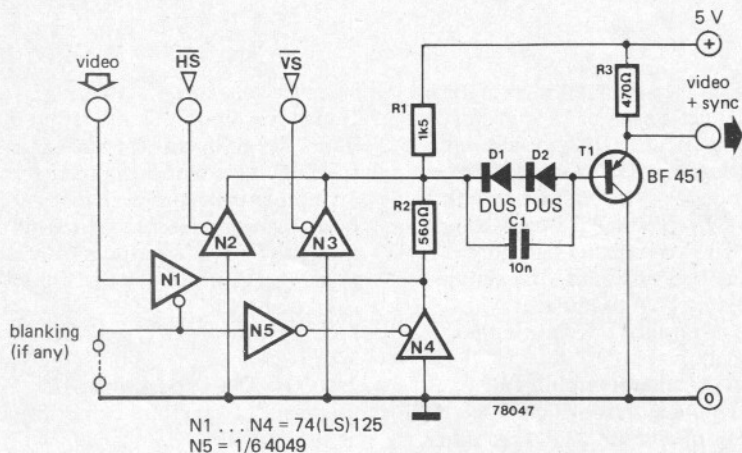 video
HS
VS
5 V
+
R1
1k5
R3
470Ω
video
+ sync
D1
D2
T1
DUS
DUS
BF 451
R2
560Ω
C1
10n
N2
N3
N1
N5
N4
blanking
(if any)
0
78047
N1 ... N4 = 74(LS)125
N5 = 1/6 4049